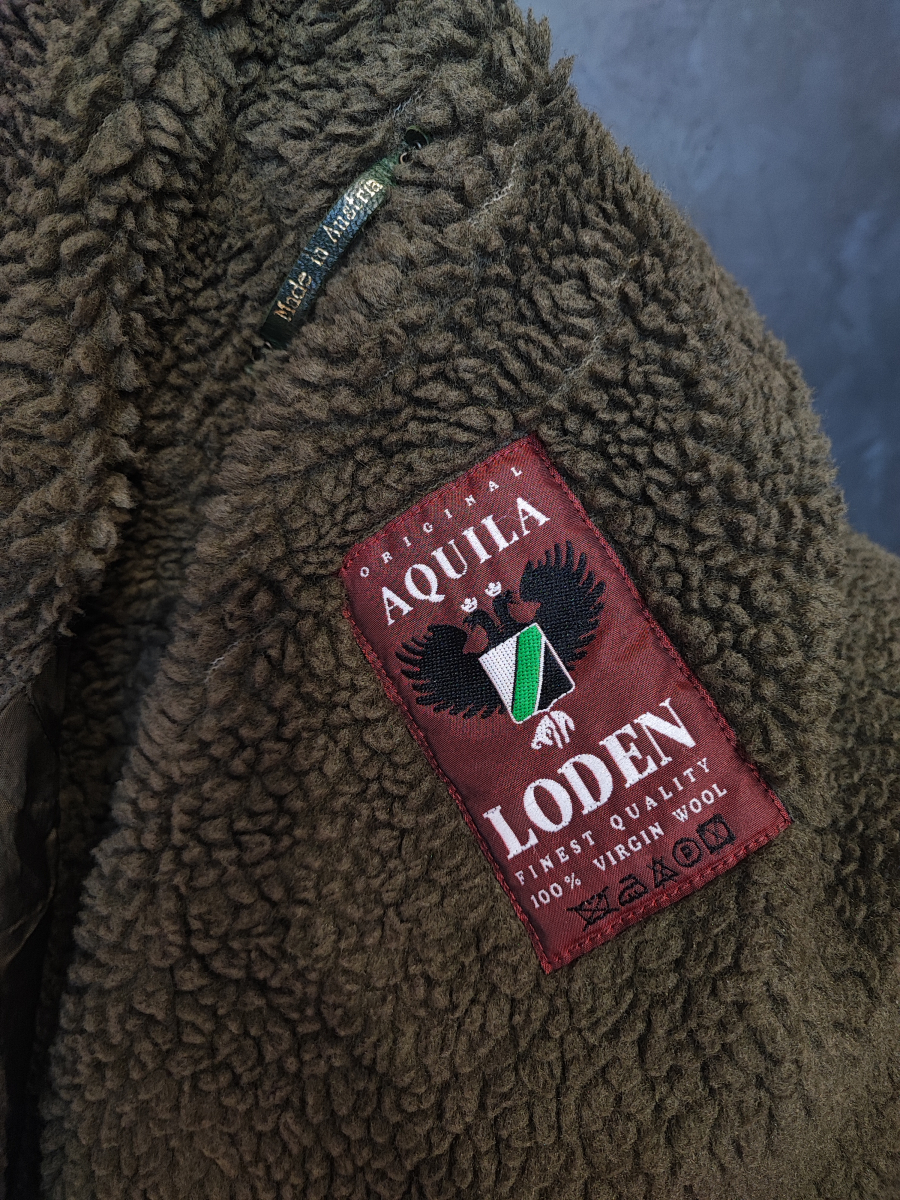 Made in Austria
ORIGINAL
AQUILA
LODEN
FINEST QUALITY
100% VIRGIN WOOL
P